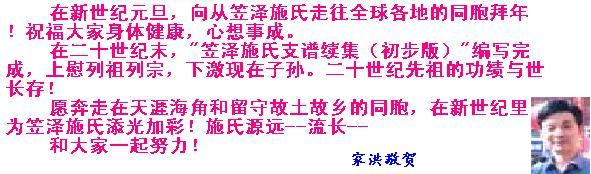 在新世纪元旦，向从笠泽施氏走往全球各地的同胞拜年
！祝福大家身体健康，心想事成。
在二十世纪末，"笠泽施氏支谱续集（初步版）"编写完
成，上慰列祖列宗，下激现在子孙。二十世纪先祖的功绩与世
长存！
愿奔走在天涯海角和留守故土故乡的同胞，在新世纪里
为笠泽施氏添光加彩！施氏源远--流长--
和大家一起努力！
家洪敬贺